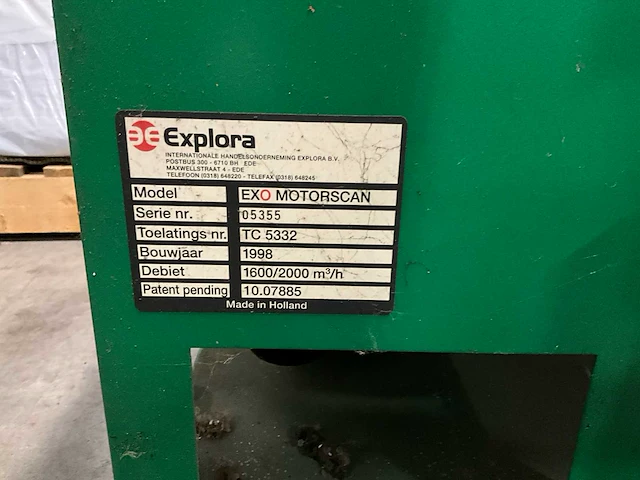 Explora
INTERNATIONALE HANDELSONDERNEMING EXPLORA B.V.
POSTBUS 300 - 6710 BH EDE
MAXWELLSTRAAT 4 - EDE
TELEFOON (0318) 648220 - TELEFAX (0318) 648245
Model EXO MOTORSCAN
Serie nr. 05355
Toelatings nr. TC 5332
Bouwjaar 1998
Debiet 1600/2000 m³/h
Patent pending 10.07885
Made in Holland